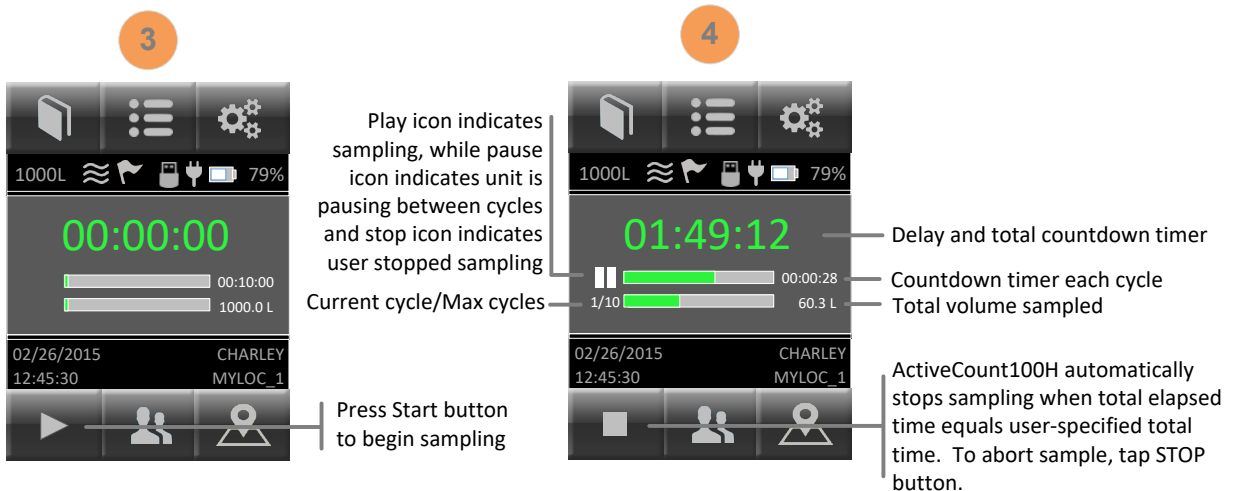 3
1000L 79%
00:00:00
00:10:00
1000.0 L
02/26/2015 CHARLEY
12:45:30 MYLOC_1
Press Start button
to begin sampling
4
Play icon indicates
sampling, while pause
icon indicates unit is
pausing between cycles
and stop icon indicates
user stopped sampling
Current cycle/Max cycles
1000L 79%
01:49:12
00:00:28
1/10 60.3 L
02/26/2015 CHARLEY
12:45:30 MYLOC_1
Delay and total countdown timer
Countdown timer each cycle
Total volume sampled
ActiveCount100H automatically
stops sampling when total elapsed
time equals user-specified total
time. To abort sample, tap STOP
button.